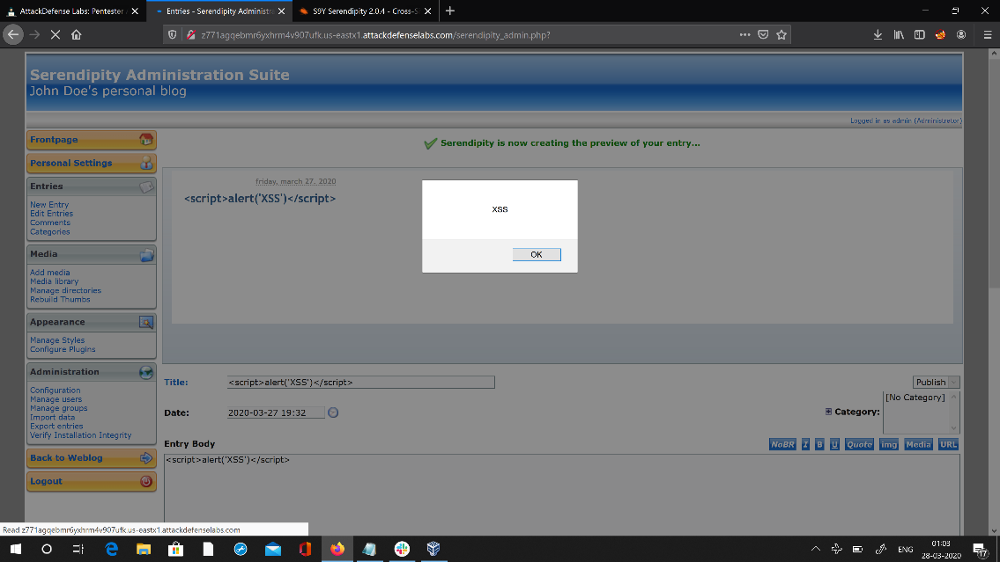 AttackDefense Labs: Pentester
Entries - Serendipity Administra
S9Y Serendipity 2.0.4 - Cross-S
z771agqebmr6yxhrm4v907ufk.us-eastx1.attackdefenselabs.com/serendipity_admin.php?
Serendipity Administration Suite
John Doe's personal blog
Logged in as admin (Administrator)
Frontpage
Personal Settings
Entries
New Entry
Edit Entries
Comments
Categories
Media
Add media
Media library
Manage directories
Rebuild Thumbs
Appearance
Manage Styles
Configure Plugins
Administration
Configuration
Manage users
Manage groups
Import data
Export entries
Verify Installation Integrity
Back to Weblog
Logout
Serendipity is now creating the preview of your entry...
friday, march 27, 2020
<script>alert('XSS')</script>
XSS
OK
Title:
<script>alert('XSS')</script>
Publish
Date:
2020-03-27 19:32
Category:
[No Category]
Entry Body
NoBR
I
B
U
Quote
img
Media
URL
<script>alert('XSS')</script>
Read z771agqebmr6yxhrm4v907ufk.us-eastx1.attackdefenselabs.com
ENG
01:03
28-03-2020
17